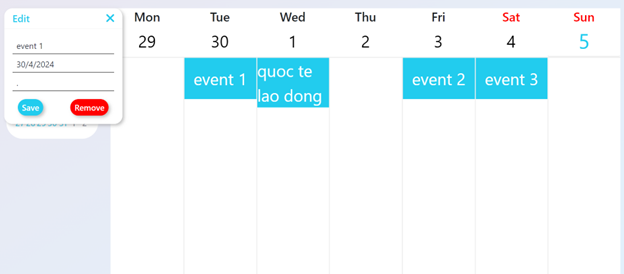 Edit ✕
event 1
30/4/2024
.
Save Remove
Mon Tue Wed Thu Fri Sat Sun
29 30 1 2 3 4 5
event 1 quoc te
lao dong event 2 event 3